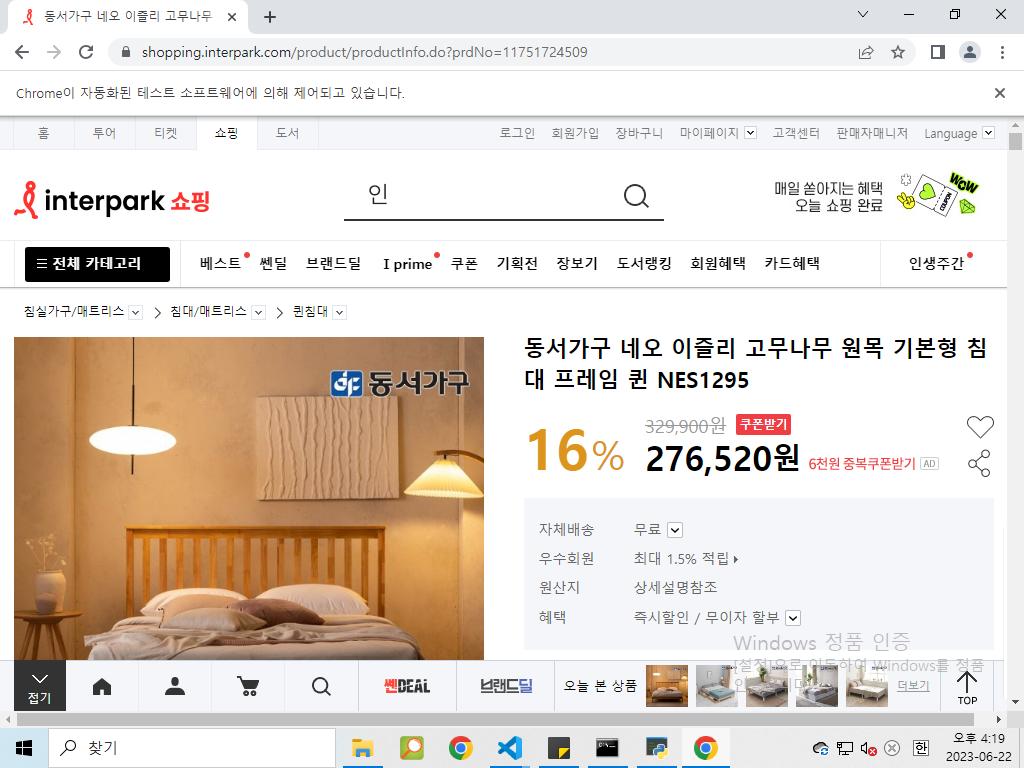 동서가구 네오 이즐리 고무나무
shopping.interpark.com/product/productInfo.do?prdNo=11751724509
Chrome이 자동화된 테스트 소프트웨어에 의해 제어되고 있습니다.
홈 투어 티켓 쇼핑 도서 로그인 회원가입 장바구니 마이페이지 고객센터 판매자매니저 Language
interpark 쇼핑 인 매일 쏟아지는 혜택
오늘 쇼핑 완료
WOW
COUPON
전체 카테고리 베스트 쎈딜 브랜드딜 I prime 쿠폰 기획전 장보기 도서랭킹 회원혜택 카드혜택 인생주간
침실가구/매트리스 침대/매트리스 퀸침대
동서가구
동서가구 네오 이즐리 고무나무 원목 기본형 침
대 프레임 퀸 NES1295
16% 329,900원 쿠폰받기
276,520원 6천원 중복쿠폰받기 AD
자체배송 무료
우수회원 최대 1.5% 적립
원산지 상세설명참조
혜택 즉시할인 / 무이자 할부
Windows 정품 인증
[설정]으로 이동하여 Windows를 정품
접기 쎈DEAL 브랜드딜 오늘 본 상품 더보기 TOP
찾기
한
오후 4:19
2023-06-22